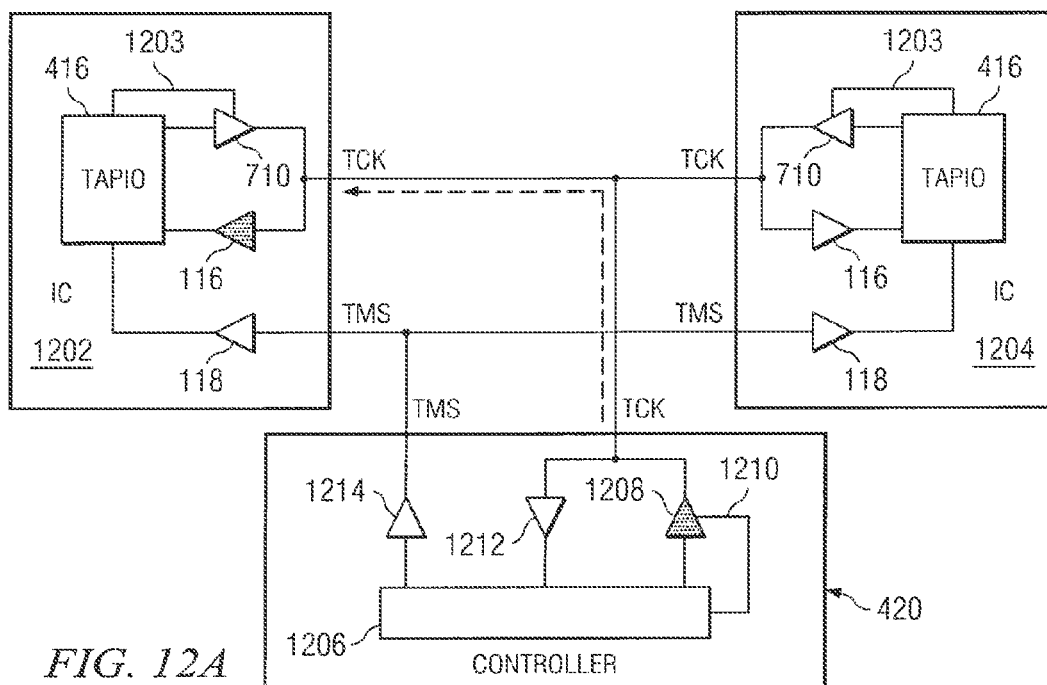 1203
416
TAPIO
710
116
IC
1202
118
TCK
TCK
TMS
TMS
1203
416
TAPIO
710
116
IC
1204
118
TMS
TCK
1214
1212
1208
1210
1206
420
CONTROLLER
FIG. 12A